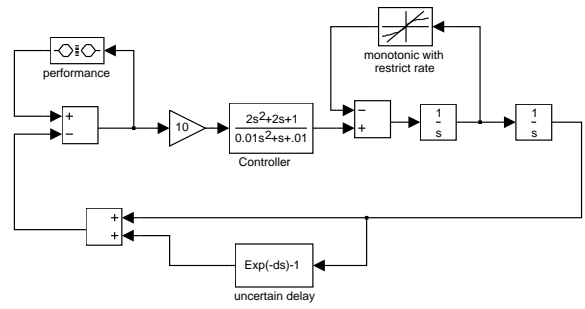 monotonic with
restrict rate
performance
+
−
10
2s2+2s+1
0.01s2+s+.01
Controller
−
+
1
s
1
s
+
+
Exp(-ds)-1
uncertain delay